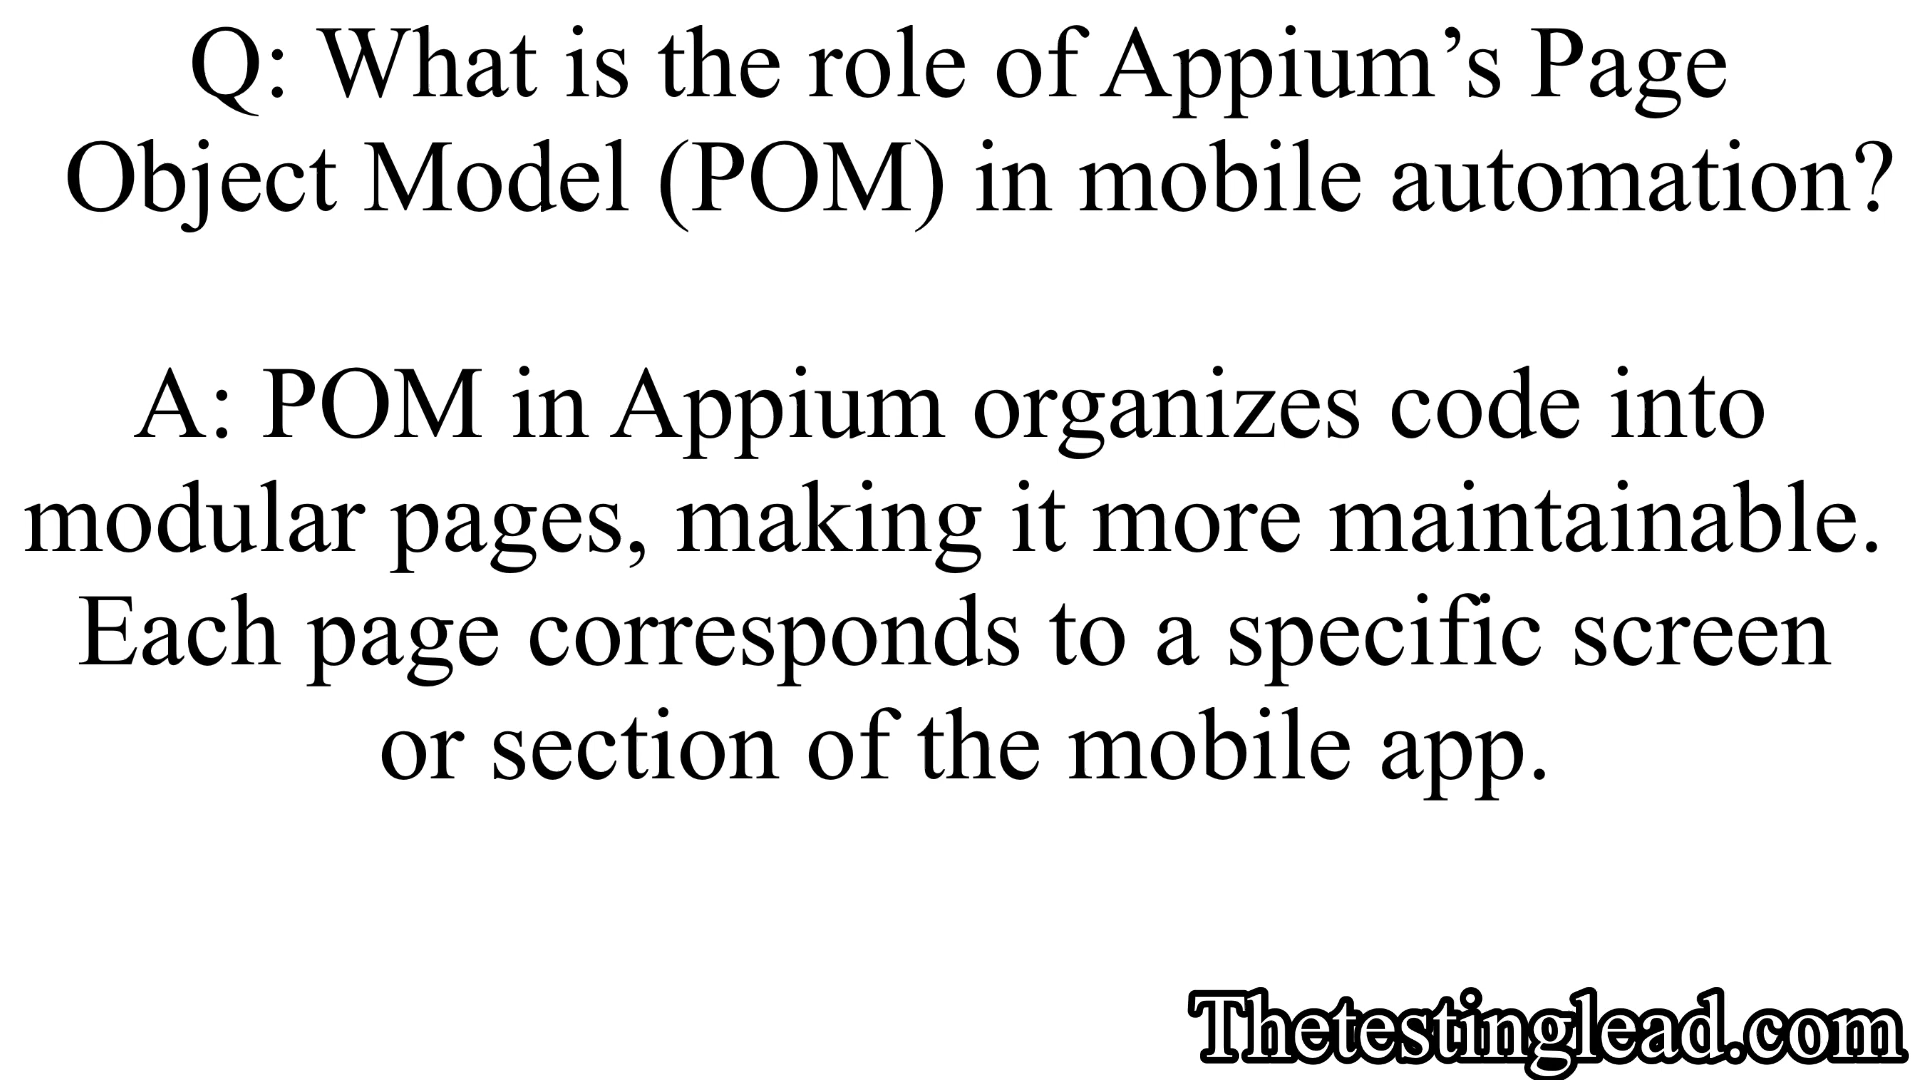 Q: What is the role of Appium’s Page
Object Model (POM) in mobile automation?
A: POM in Appium organizes code into
modular pages, making it more maintainable.
Each page corresponds to a specific screen
or section of the mobile app.
Thetestinglead.com